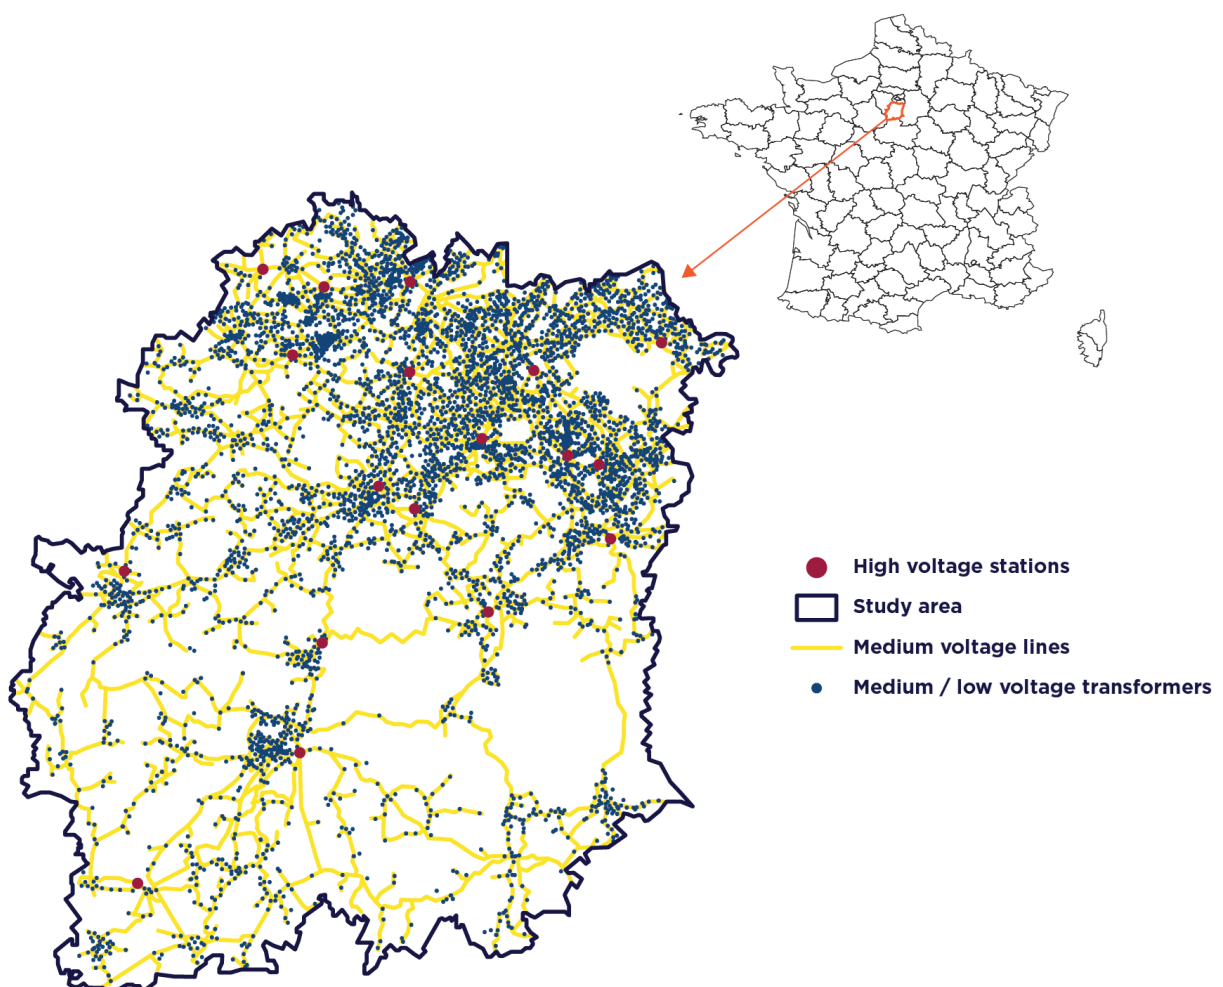 High voltage stations
Study area
Medium voltage lines
Medium / low voltage transformers